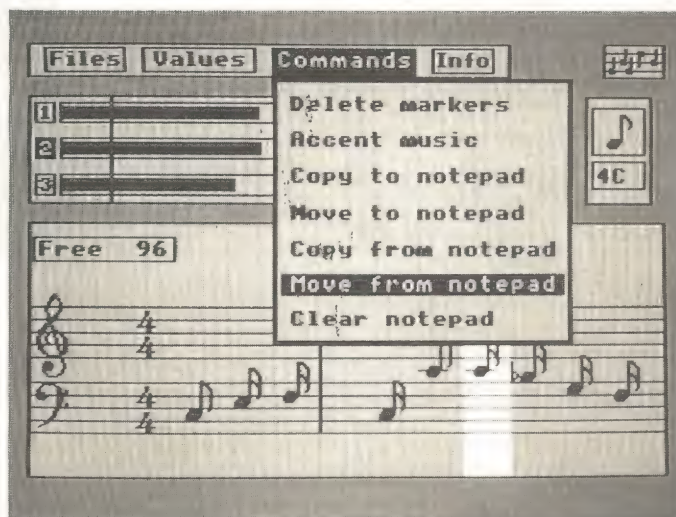 Files Values Commands Info
1
2
3
Delete markers
Accent music
Copy to notepad
Move to notepad
Copy from notepad
Move from notepad
Clear notepad
4C
Free 96
4 4
4 4